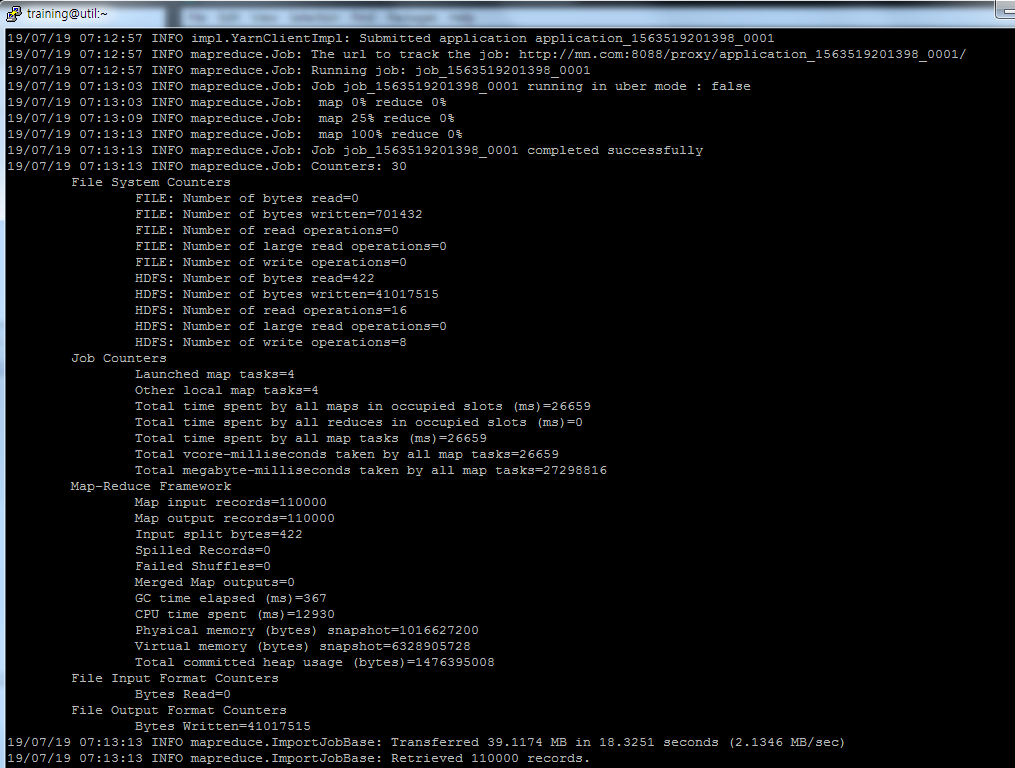 training@util:~
19/07/19 07:12:57 INFO impl.YarnClientImpl: Submitted application application_1563519201398_0001
19/07/19 07:12:57 INFO mapreduce.Job: The url to track the job: http://mn.com:8088/proxy/application_1563519201398_0001/
19/07/19 07:12:57 INFO mapreduce.Job: Running job: job_1563519201398_0001
19/07/19 07:13:03 INFO mapreduce.Job: Job job_1563519201398_0001 running in uber mode : false
19/07/19 07:13:03 INFO mapreduce.Job:  map 0% reduce 0%
19/07/19 07:13:09 INFO mapreduce.Job:  map 25% reduce 0%
19/07/19 07:13:13 INFO mapreduce.Job:  map 100% reduce 0%
19/07/19 07:13:13 INFO mapreduce.Job: Job job_1563519201398_0001 completed successfully
19/07/19 07:13:13 INFO mapreduce.Job: Counters: 30
File System Counters
FILE: Number of bytes read=0
FILE: Number of bytes written=701432
FILE: Number of read operations=0
FILE: Number of large read operations=0
FILE: Number of write operations=0
HDFS: Number of bytes read=422
HDFS: Number of bytes written=41017515
HDFS: Number of read operations=16
HDFS: Number of large read operations=0
HDFS: Number of write operations=8
Job Counters
Launched map tasks=4
Other local map tasks=4
Total time spent by all maps in occupied slots (ms)=26659
Total time spent by all reduces in occupied slots (ms)=0
Total time spent by all map tasks (ms)=26659
Total vcore-milliseconds taken by all map tasks=26659
Total megabyte-milliseconds taken by all map tasks=27298816
Map-Reduce Framework
Map input records=110000
Map output records=110000
Input split bytes=422
Spilled Records=0
Failed Shuffles=0
Merged Map outputs=0
GC time elapsed (ms)=367
CPU time spent (ms)=12930
Physical memory (bytes) snapshot=1016627200
Virtual memory (bytes) snapshot=6328905728
Total committed heap usage (bytes)=1476395008
File Input Format Counters
Bytes Read=0
File Output Format Counters
Bytes Written=41017515
19/07/19 07:13:13 INFO mapreduce.ImportJobBase: Transferred 39.1174 MB in 18.3251 seconds (2.1346 MB/sec)
19/07/19 07:13:13 INFO mapreduce.ImportJobBase: Retrieved 110000 records.